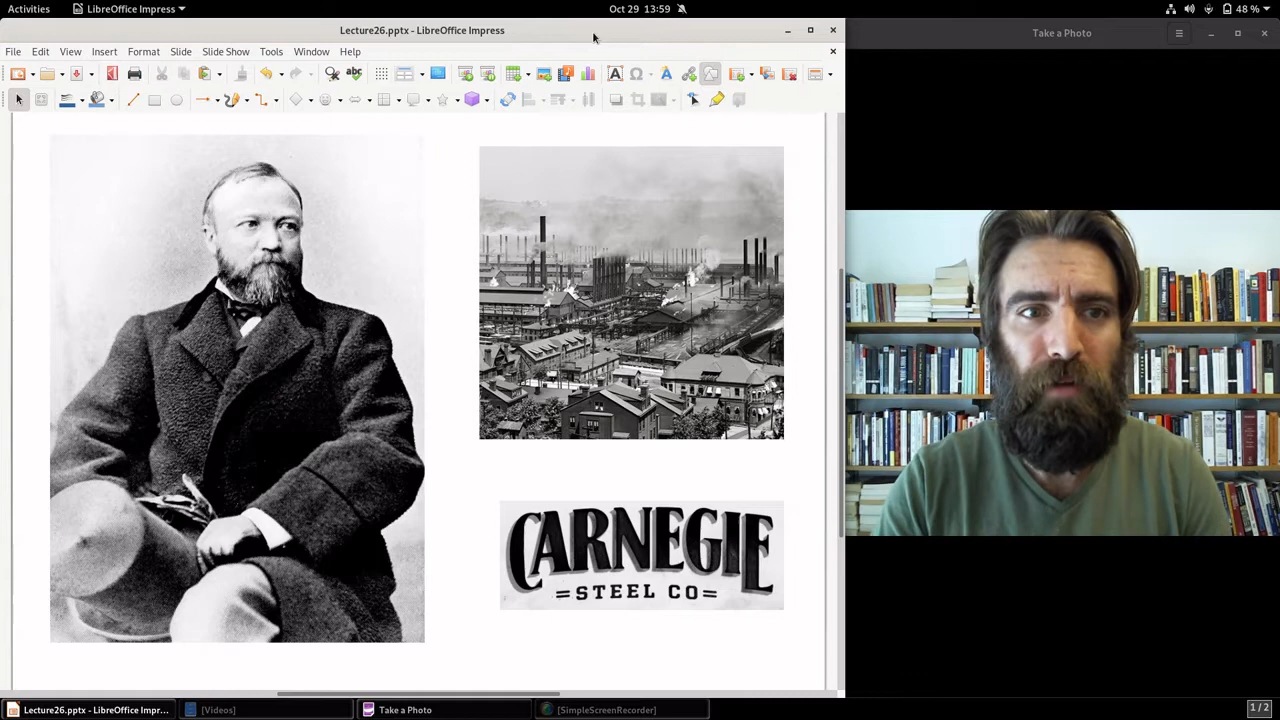 Activities
LibreOffice Impress
Oct 29 13:59
48 %
Lecture26.pptx - LibreOffice Impress
Take a Photo
File Edit View Insert Format Slide Slide Show Tools Window Help
CARNEGIE
=STEEL CO=
Lecture26.pptx - LibreOffice Impr...
[Videos]
Take a Photo
[SimpleScreenRecorder]
1 / 2